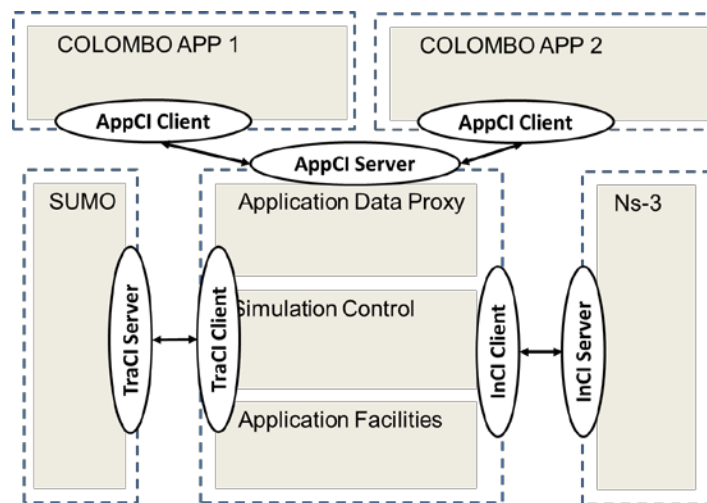 COLOMBO APP 1
COLOMBO APP 2
AppCI Client
AppCI Client
AppCI Server
SUMO
Application Data Proxy
Ns-3
TraCI Server
TraCI Client
Simulation Control
InCI Client
InCI Server
Application Facilities